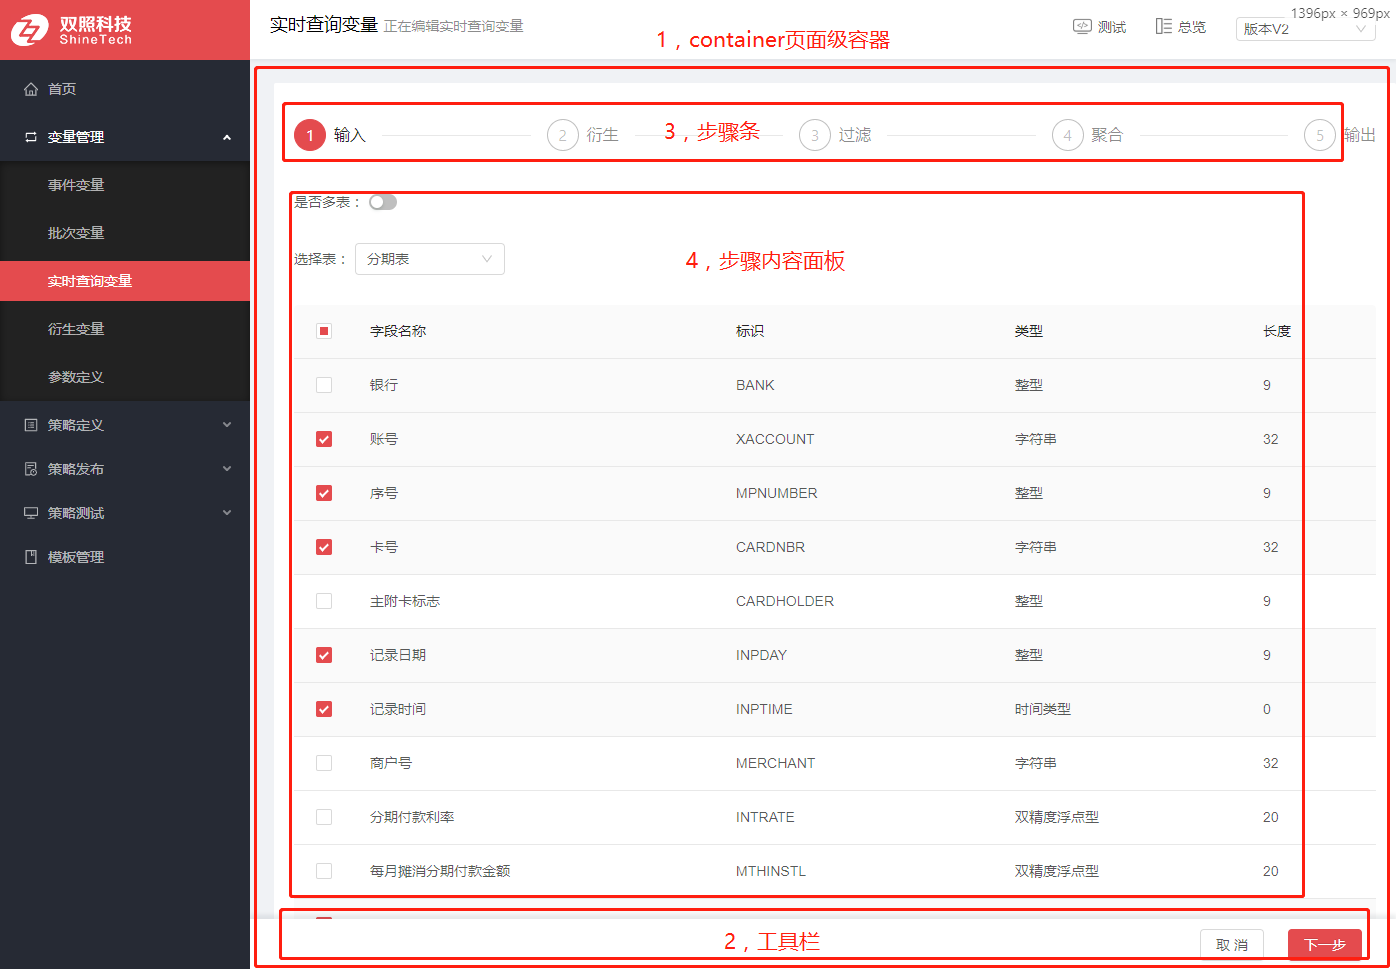 双照科技
ShineTech
实时查询变量 正在编辑实时查询变量
测试
总览
1396px × 969px
版本V2
1，container页面级容器
首页
变量管理
事件变量
批次变量
实时查询变量
衍生变量
参数定义
策略定义
策略发布
策略测试
模板管理
1 输入
2 衍生
3，步骤条
3 过滤
4 聚合
5 输出
是否多表：
选择表： 分期表
4，步骤内容面板
字段名称 标识 类型 长度
银行 BANK 整型 9
账号 XACCOUNT 字符串 32
序号 MPNUMBER 整型 9
卡号 CARDNBR 字符串 32
主附卡标志 CARDHOLDER 整型 9
记录日期 INPDAY 整型 9
记录时间 INPTIME 时间类型 0
商户号 MERCHANT 字符串 32
分期付款利率 INTRATE 双精度浮点型 20
每月摊消分期付款金额 MTHINSTL 双精度浮点型 20
2，工具栏
取 消
下一步